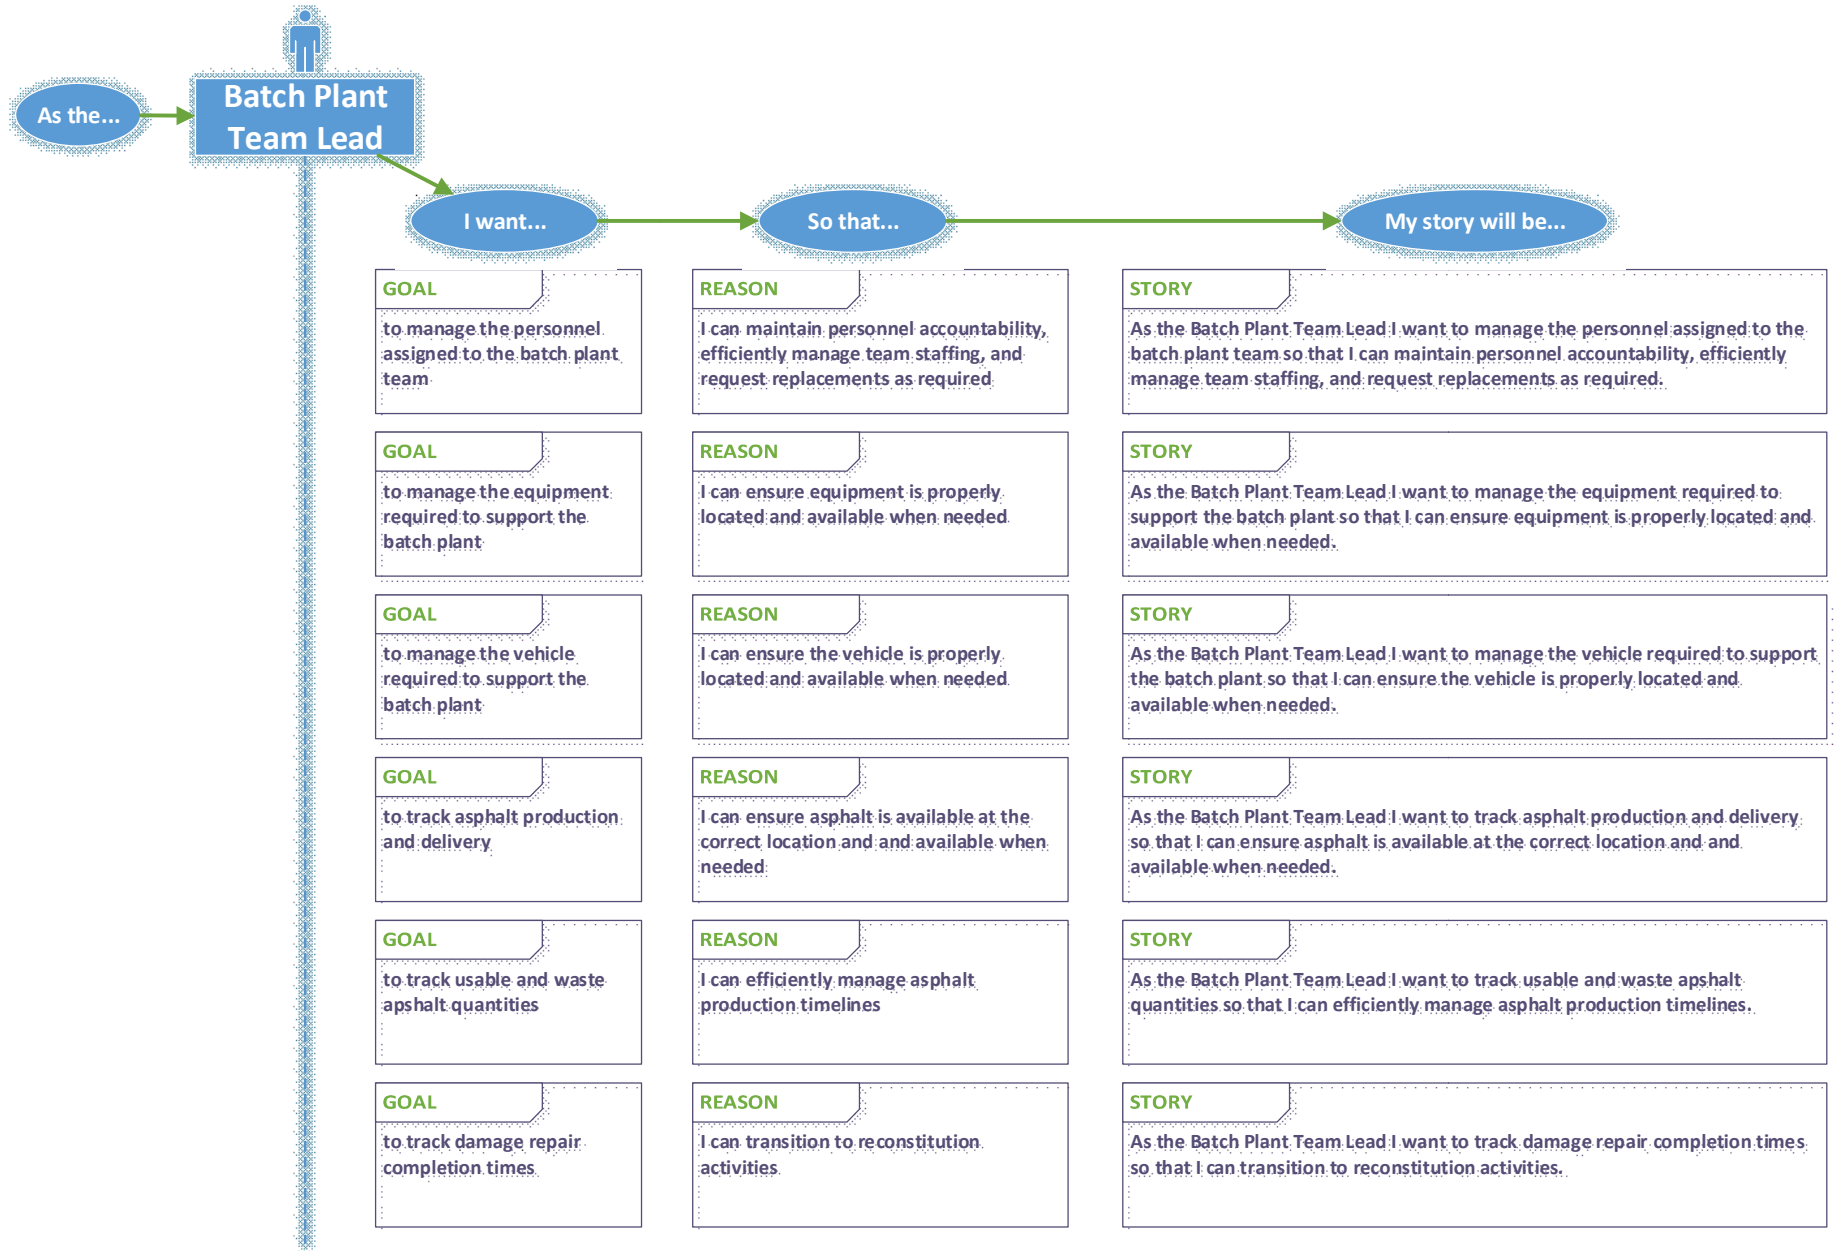 As the...
Batch Plant
Team Lead
I want...
So that...
My story will be...
GOAL
to manage the personnel
assigned to the batch plant
team
REASON
I can maintain personnel accountability,
efficiently manage team staffing, and
request replacements as required
STORY
As the Batch Plant Team Lead I want to manage the personnel assigned to the
batch plant team so that I can maintain personnel accountability, efficiently
manage team staffing, and request replacements as required.
GOAL
to manage the equipment
required to support the
batch plant
REASON
I can ensure equipment is properly
located and available when needed
STORY
As the Batch Plant Team Lead I want to manage the equipment required to
support the batch plant so that I can ensure equipment is properly located and
available when needed.
GOAL
to manage the vehicle
required to support the
batch plant
REASON
I can ensure the vehicle is properly
located and available when needed
STORY
As the Batch Plant Team Lead I want to manage the vehicle required to support
the batch plant so that I can ensure the vehicle is properly located and
available when needed.
GOAL
to track asphalt production
and delivery
REASON
I can ensure asphalt is available at the
correct location and and available when
needed
STORY
As the Batch Plant Team Lead I want to track asphalt production and delivery
so that I can ensure asphalt is available at the correct location and and
available when needed.
GOAL
to track usable and waste
apshalt quantities
REASON
I can efficiently manage asphalt
production timelines
STORY
As the Batch Plant Team Lead I want to track usable and waste apshalt
quantities so that I can efficiently manage asphalt production timelines.
GOAL
to track damage repair
completion times
REASON
I can transition to reconstitution
activities
STORY
As the Batch Plant Team Lead I want to track damage repair completion times
so that I can transition to reconstitution activities.